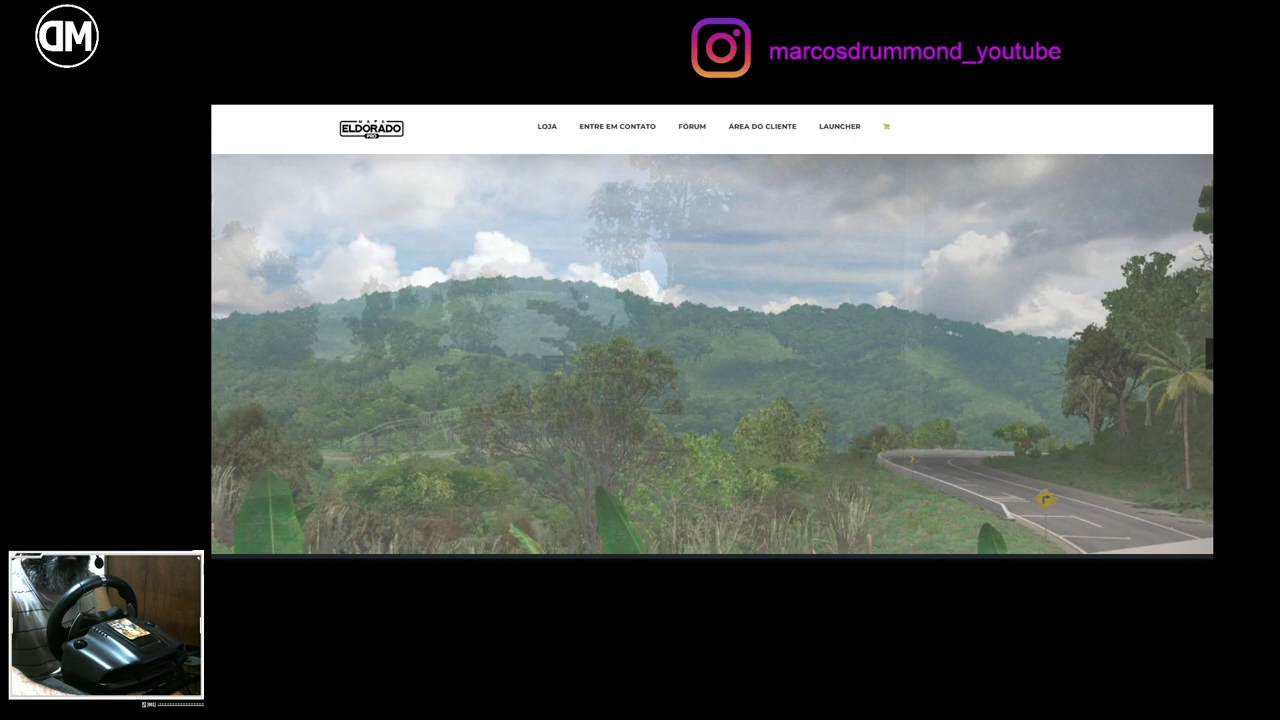 DM
marcosdrummond_youtube
MAPA
ELDORADO
PRO
LOJA ENTRE EM CONTATO FÓRUM ÁREA DO CLIENTE LAUNCHER